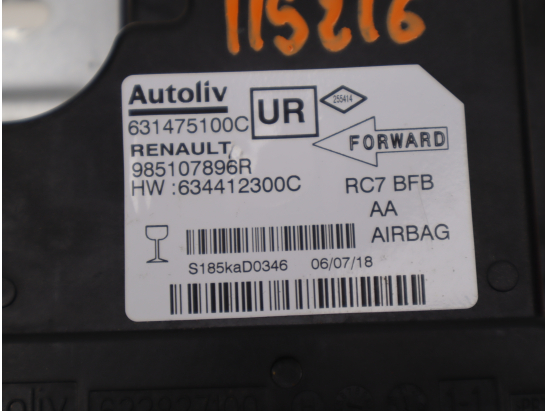 115216
Autoliv
UR
255414
631475100C
RENAULT
FORWARD
985107896R
HW :634412300C
RC7 BFB
AA
AIRBAG
S185kaD0346 06/07/18